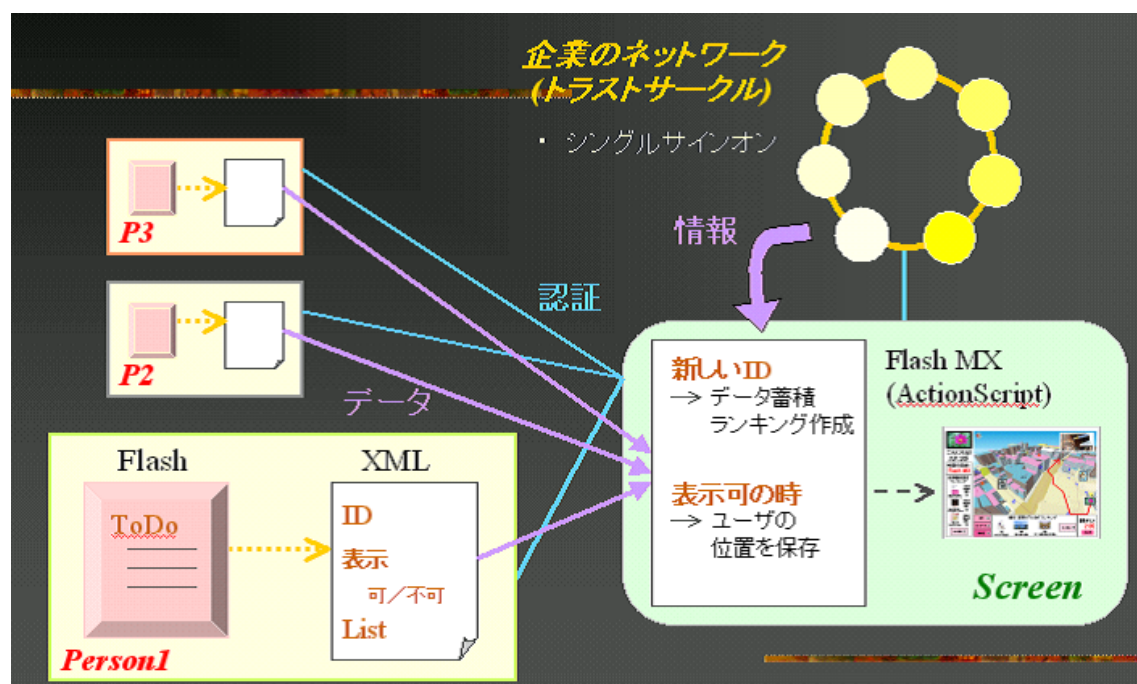 企業のネットワーク
(トラストサークル)
・ シングルサインオン
情報
P3
認証
P2
データ
新しいID
→ データ蓄積
ランキング作成
表示可の時
→ ユーザの
位置を保存
Flash MX
(ActionScript)
Screen
Flash
XML
ToDo
ID
表示
可／不可
List
Person1